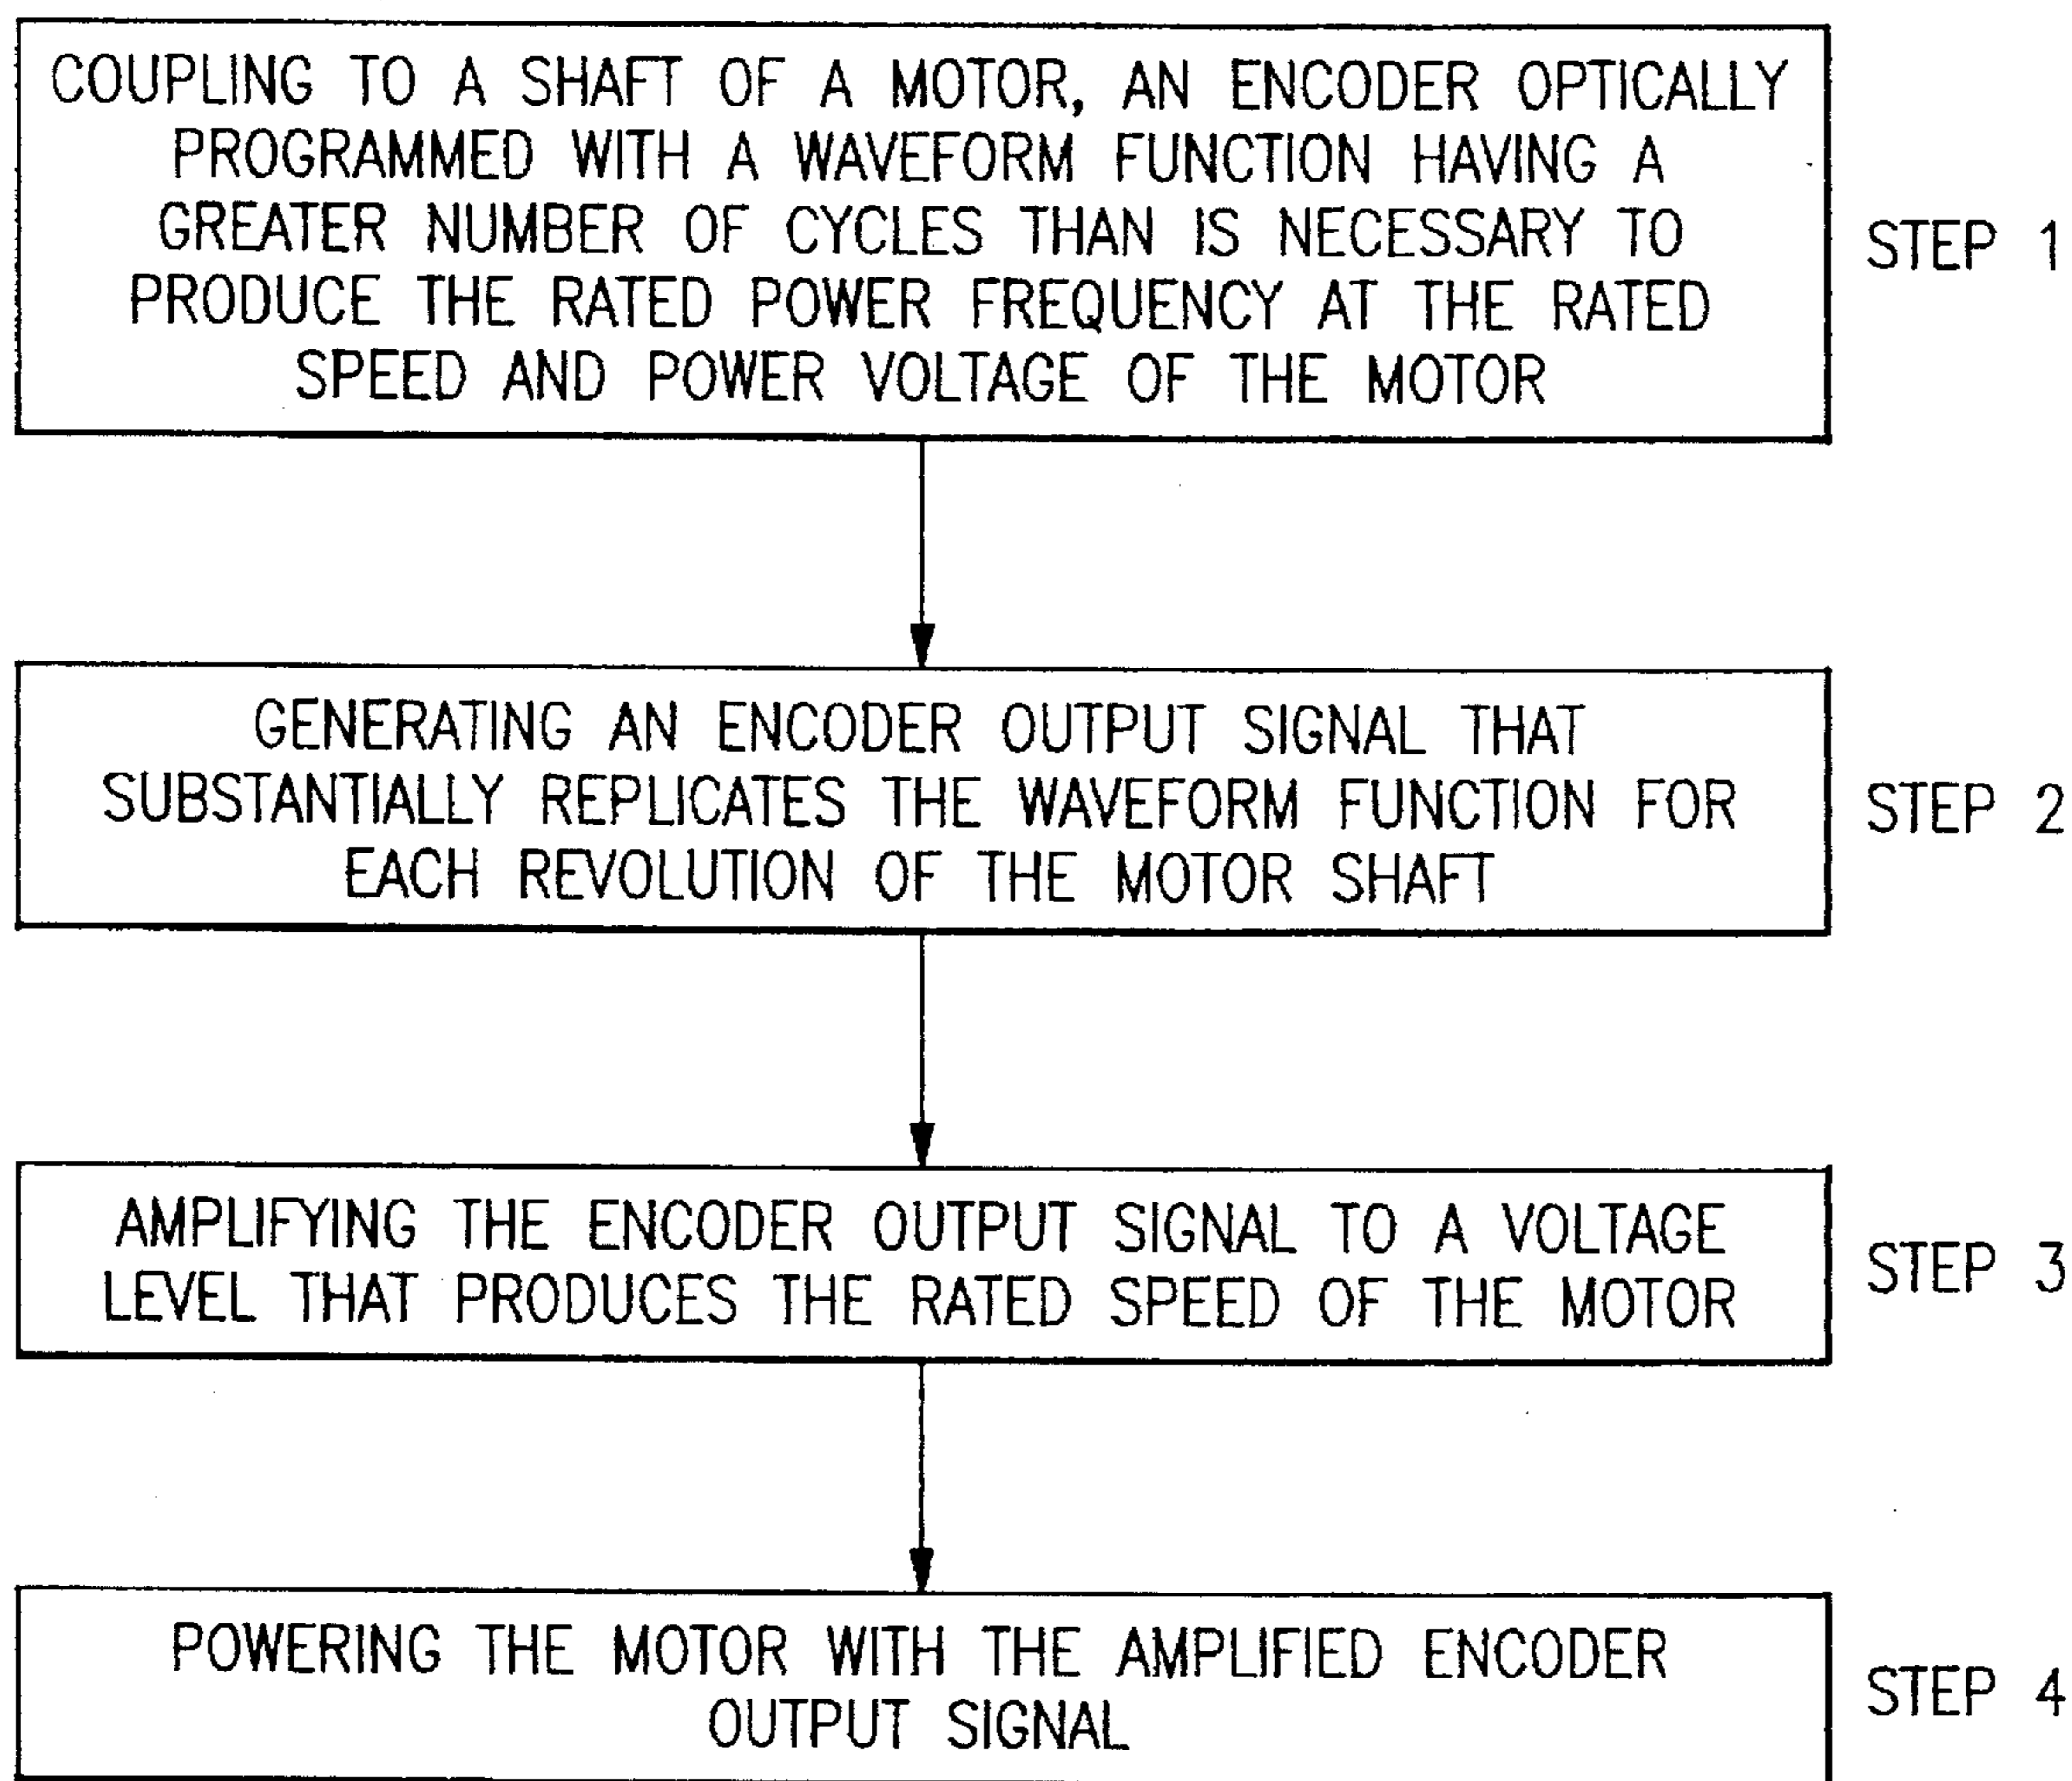 COUPLING TO A SHAFT OF A MOTOR, AN ENCODER OPTICALLY
PROGRAMMED WITH A WAVEFORM FUNCTION HAVING A
GREATER NUMBER OF CYCLES THAN IS NECESSARY TO
PRODUCE THE RATED POWER FREQUENCY AT THE RATED
SPEED AND POWER VOLTAGE OF THE MOTOR
STEP 1
GENERATING AN ENCODER OUTPUT SIGNAL THAT
SUBSTANTIALLY REPLICATES THE WAVEFORM FUNCTION FOR
EACH REVOLUTION OF THE MOTOR SHAFT
STEP 2
AMPLIFYING THE ENCODER OUTPUT SIGNAL TO A VOLTAGE
LEVEL THAT PRODUCES THE RATED SPEED OF THE MOTOR
STEP 3
POWERING THE MOTOR WITH THE AMPLIFIED ENCODER
OUTPUT SIGNAL
STEP 4